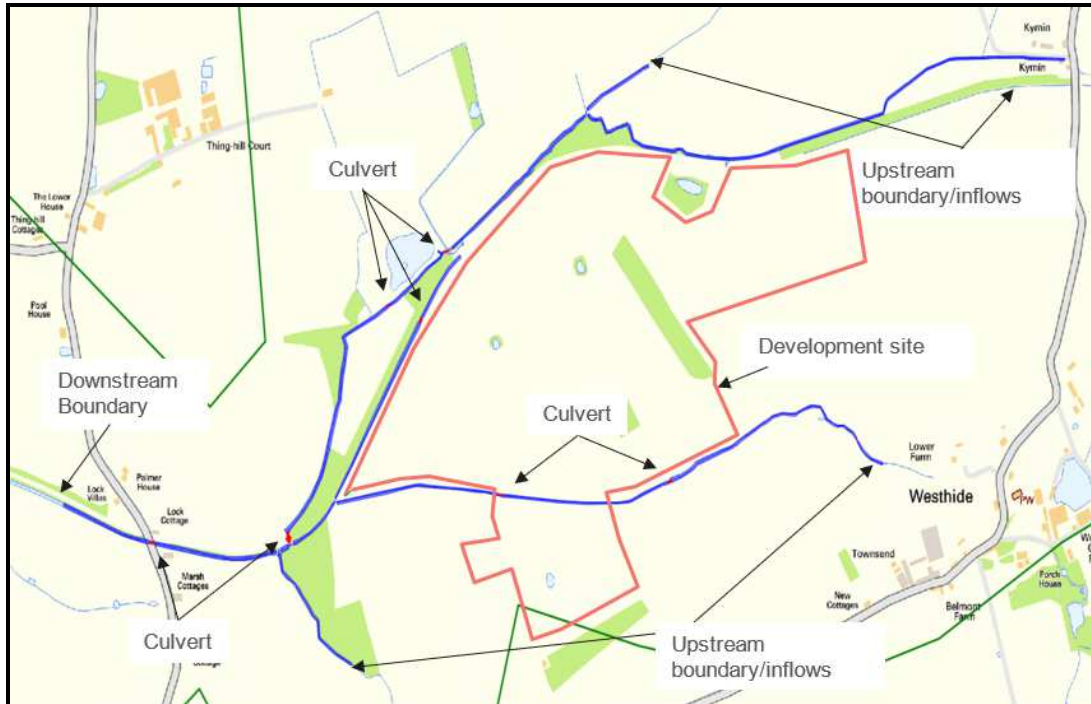 Kymin
Kymin
Thing-hill Court
Culvert
Upstream
boundary/inflows
The Lower
House
Thing-hill
Cottages
Pool
House
Development site
Downstream
Boundary
Culvert
Lower
Farm
Palmer
House
Lock
Villas
Westhide
PW
Lock
Cottage
Townsend
Marsh
Cottages
New
Cottages
Porch
House
Belmont
Farm
Culvert
Upstream
boundary/inflows